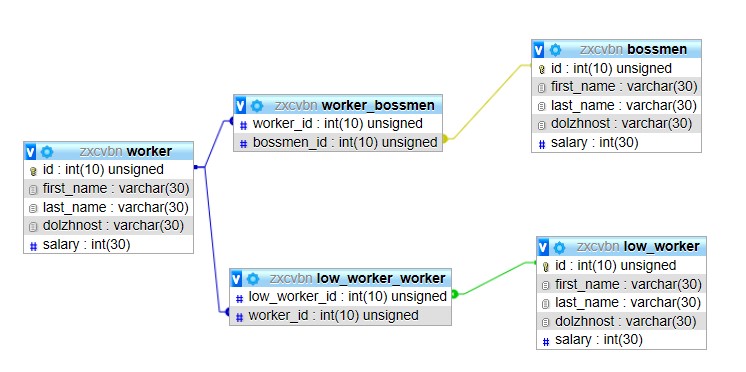 zxcvbn bossmen
id : int(10) unsigned
first_name : varchar(30)
last_name : varchar(30)
dolzhnost : varchar(30)
# salary : int(30)
zxcvbn worker_bossmen
# worker_id : int(10) unsigned
# bossmen_id : int(10) unsigned
zxcvbn worker
id : int(10) unsigned
first_name : varchar(30)
last_name : varchar(30)
dolzhnost : varchar(30)
# salary : int(30)
zxcvbn low_worker_worker
# low_worker_id : int(10) unsigned
# worker_id : int(10) unsigned
zxcvbn low_worker
id : int(10) unsigned
first_name : varchar(30)
last_name : varchar(30)
dolzhnost : varchar(30)
# salary : int(30)